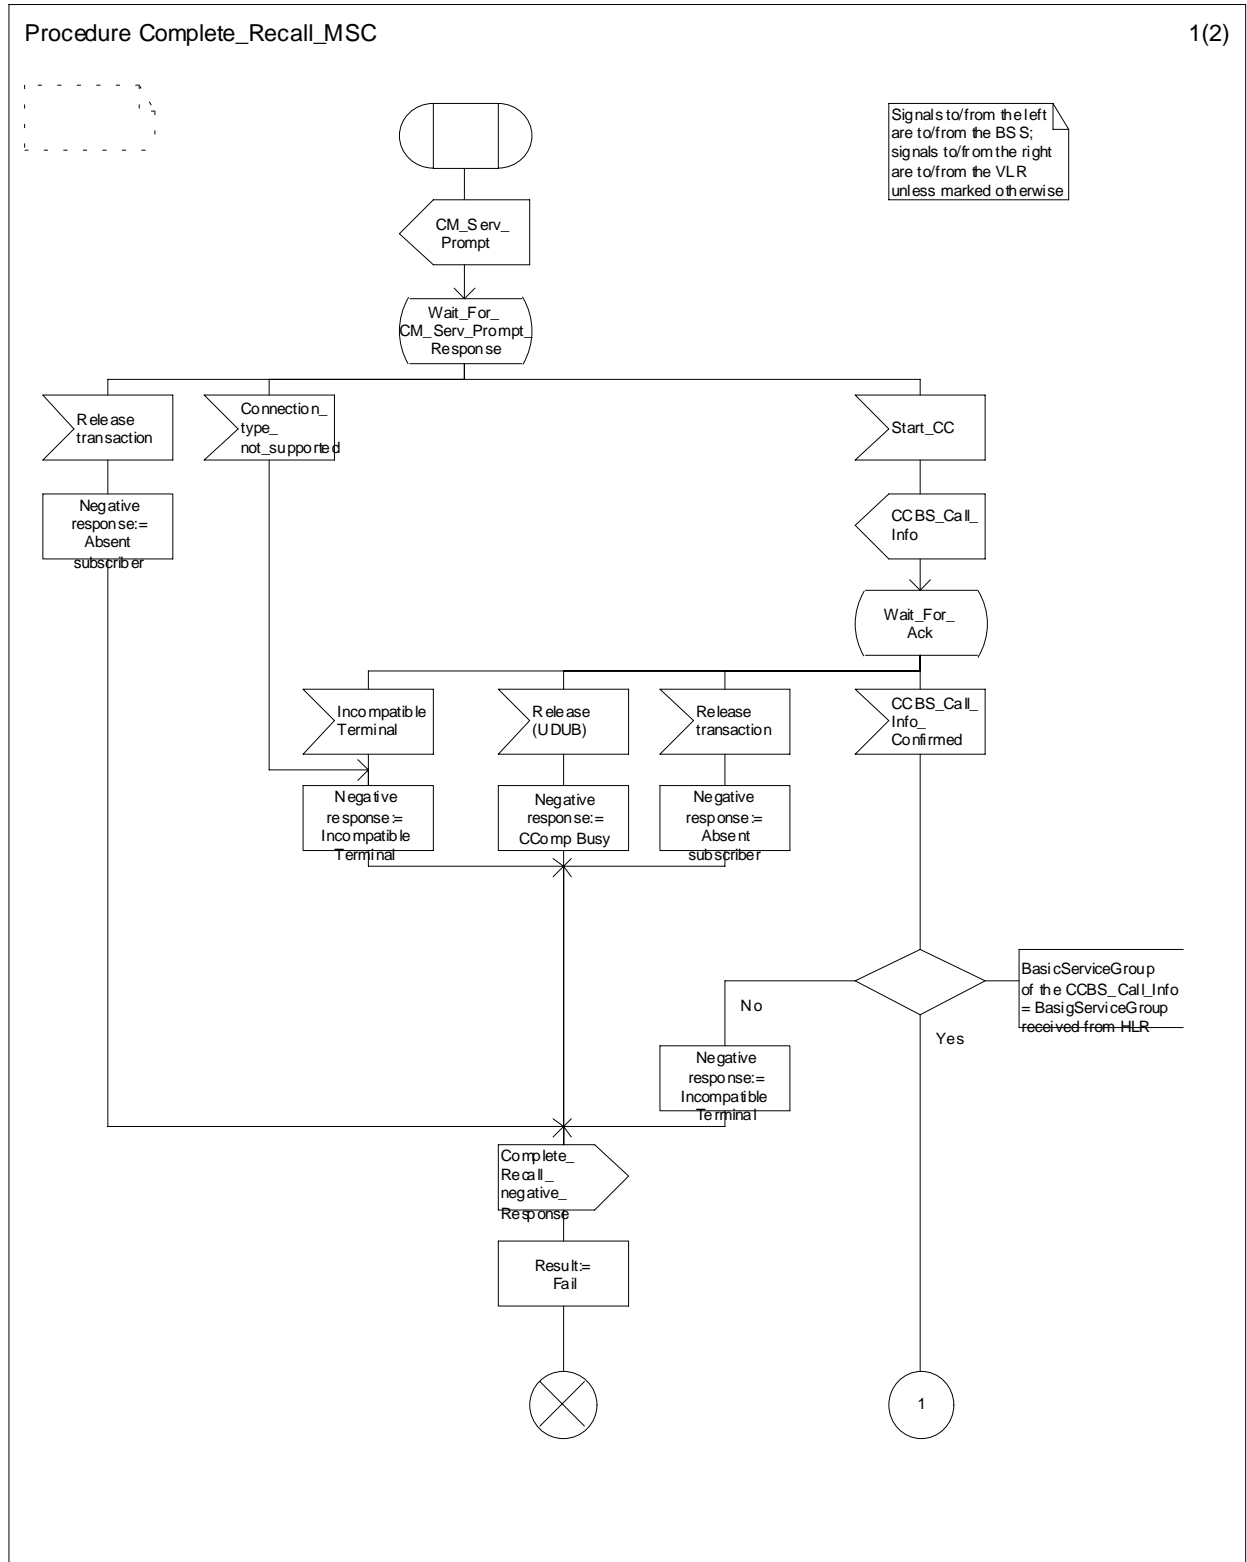 Procedure Complete_Recall_MSC
1(2)
Signals to/from the left
are to/from the BSS;
signals to/from the right
are to/from the VLR
unless marked otherwise
CM_Serv_
Prompt
Wait_For_
CM_Serv_Prompt_
Response
Release
transaction
Connection_
type_
not_supported
Start_CC
Negative
response:=
Absent
subscriber
CCBS_Call_
Info
Wait_For_
Ack
Incompatible
Terminal
Release
(UDUB)
Release
transaction
CCBS_Call_
Info_
Confirmed
Negative
response:=
Incompatible
Terminal
Negative
response:=
CComp Busy
Negative
response:=
Absent
subscriber
BasicServiceGroup
of the CCBS_Call_Info
= BasigServiceGroup
received from HLR
No
Yes
Negative
response:=
Incompatible
Terminal
Complete_
Recall_
negative_
Response
Result:=
Fail
1